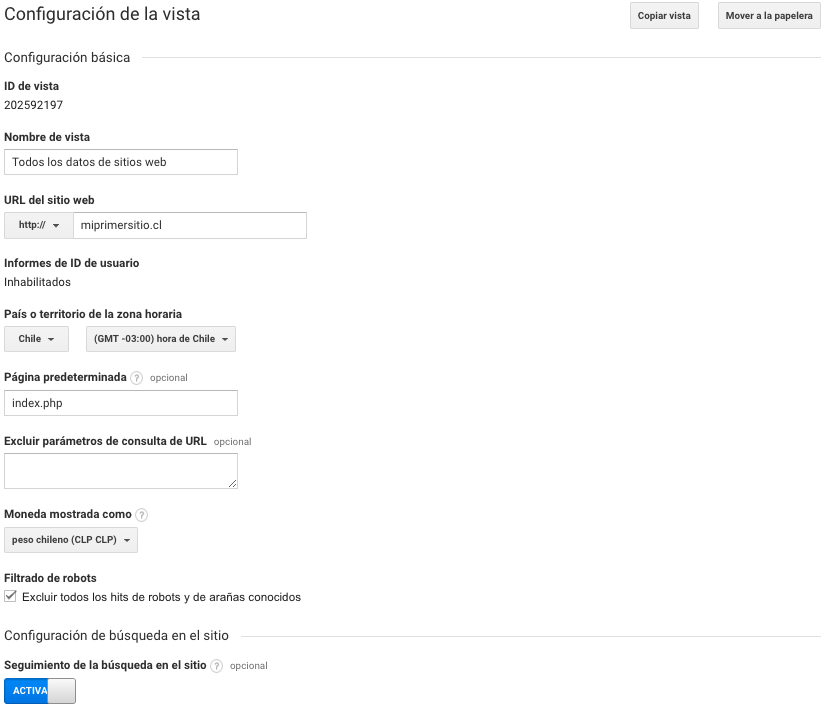 Configuración de la vista
Copiar vista
Mover a la papelera
Configuración básica
ID de vista
202592197
Nombre de vista
Todos los datos de sitios web
URL del sitio web
http:// miprimersitio.cl
Informes de ID de usuario
Inhabilitados
País o territorio de la zona horaria
Chile (GMT -03:00) hora de Chile
Página predeterminada ? opcional
index.php
Excluir parámetros de consulta de URL opcional
Moneda mostrada como ?
peso chileno (CLP CLP)
Filtrado de robots
Excluir todos los hits de robots y de arañas conocidos
Configuración de búsqueda en el sitio
Seguimiento de la búsqueda en el sitio ? opcional
ACTIVA